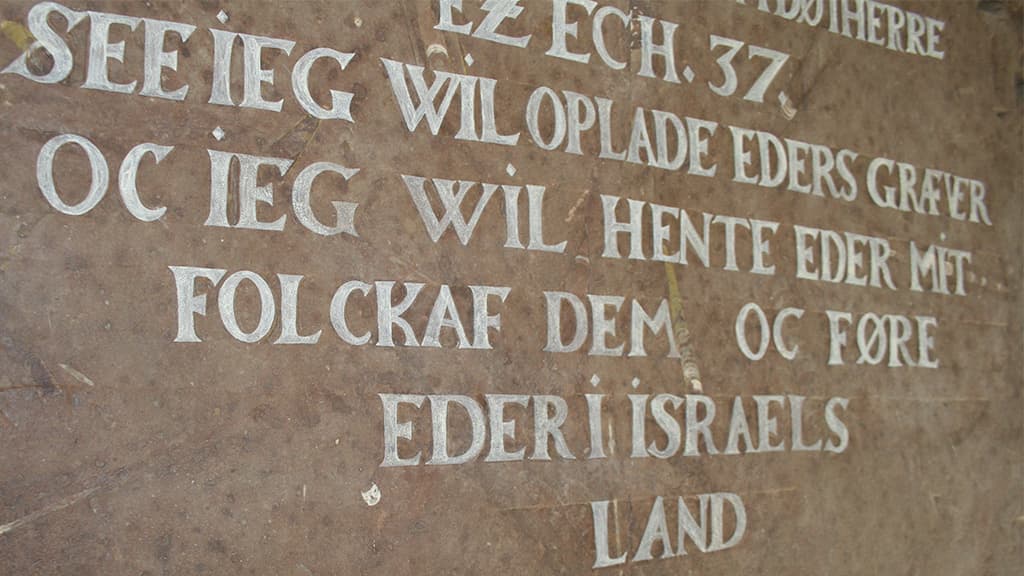 EZECH. 37.
SEE IEG WIL OPLADE EDERS GRÆVER
OC IEG WIL HENTE EDER MIT
FOLCK AF DEM OC FØRE
EDER I ISRAELS
LAND